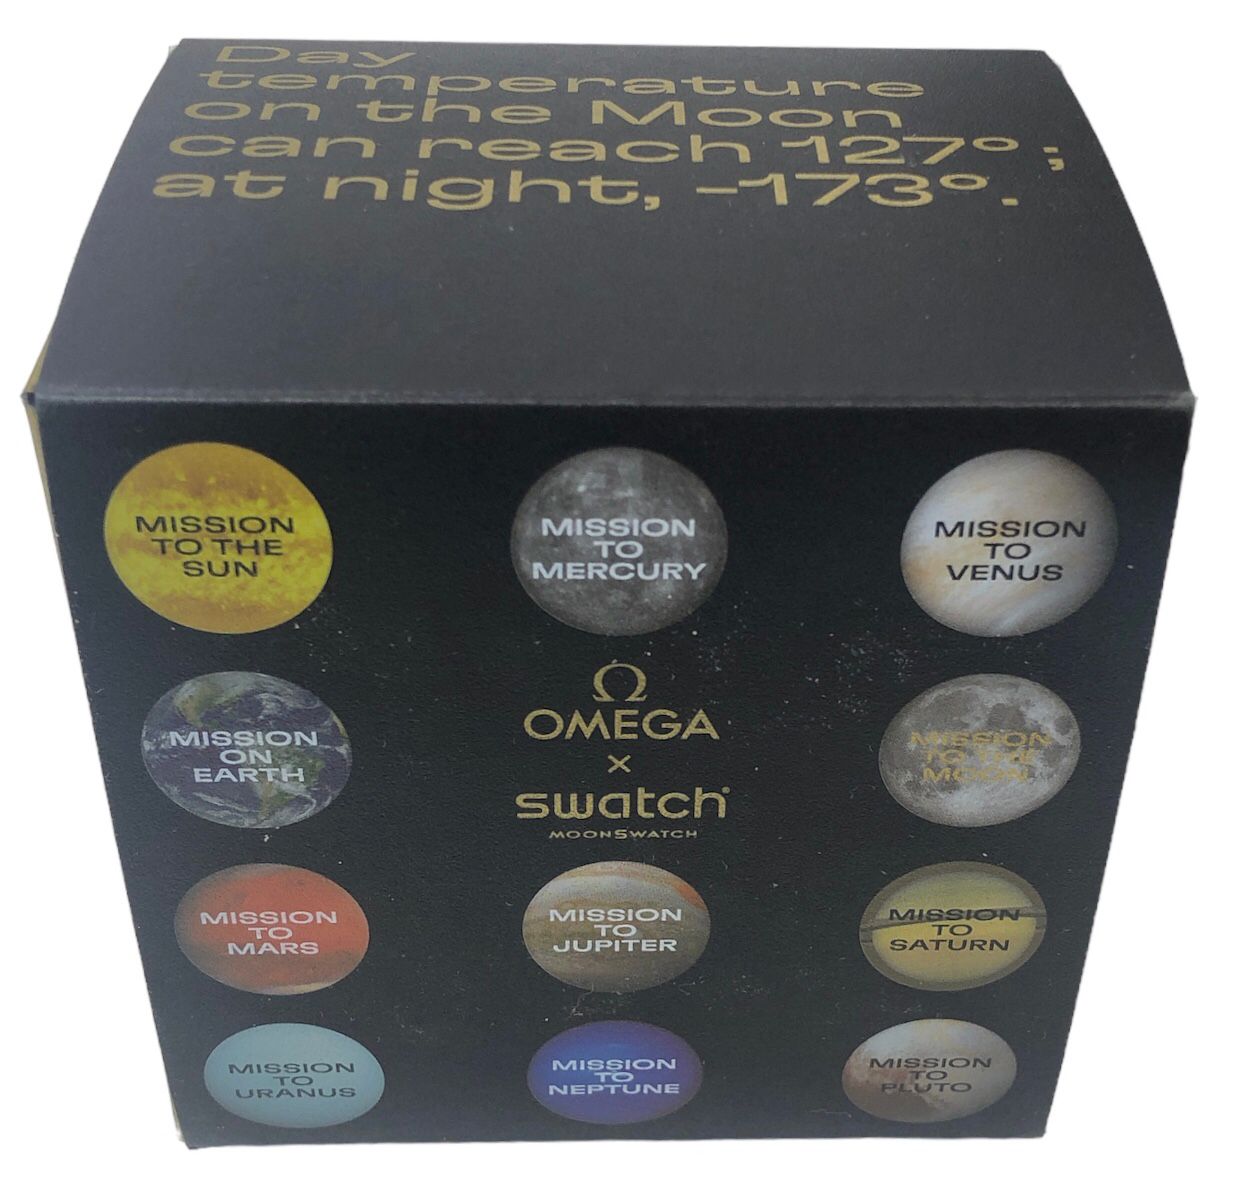 Day
temperature
on the Moon
can reach 127° ;
at night, -173°.
MISSION
TO THE
SUN
MISSION
TO
MERCURY
MISSION
TO
VENUS
MISSION
ON
EARTH
Ω
OMEGA
×
swatch
MOONSWATCH
MISSION
TO THE
MOON
MISSION
TO
MARS
MISSION
TO
JUPITER
MISSION
TO
SATURN
MISSION
TO
URANUS
MISSION
TO
NEPTUNE
MISSION
TO
PLUTO